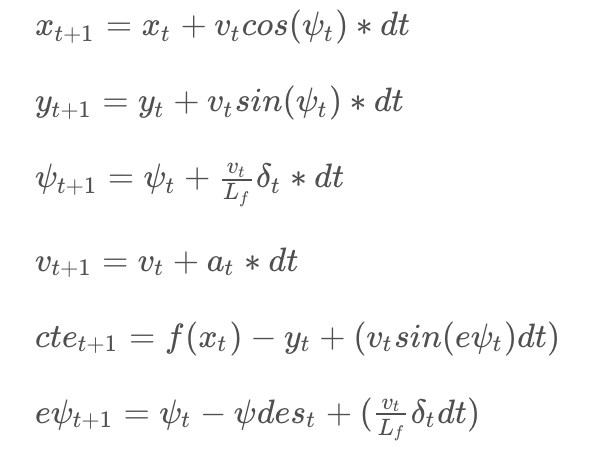 x_{t+1} = x_t + v_t cos(ψ_t) * dt
y_{t+1} = y_t + v_t sin(ψ_t) * dt
ψ_{t+1} = ψ_t + \frac{v_t}{L_f} δ_t * dt
v_{t+1} = v_t + a_t * dt
cte_{t+1} = f(x_t) − y_t + (v_t sin(eψ_t)dt)
eψ_{t+1} = ψ_t − ψdes_t + (\frac{v_t}{L_f} δ_t dt)